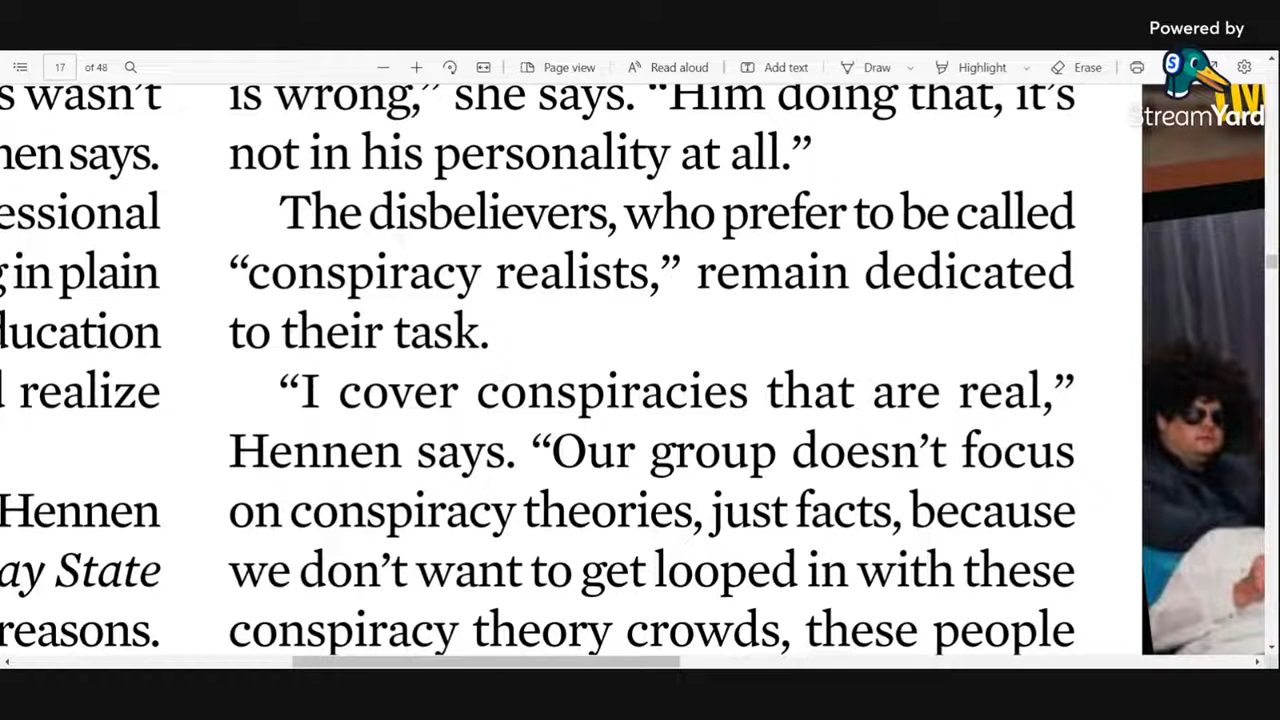 Powered by
StreamYard
17 of 48
Page view
Read aloud
Add text
Draw
Highlight
Erase
s wasn’t
says.
essional
in plain
ducation
realize
Hennen
ay State
reasons.
is wrong,” she says. “Him doing that, it’s
not in his personality at all.”
The disbelievers, who prefer to be called
“conspiracy realists,” remain dedicated
to their task.
“I cover conspiracies that are real,”
Hennen says. “Our group doesn’t focus
on conspiracy theories, just facts, because
we don’t want to get looped in with these
conspiracy theory crowds, these people